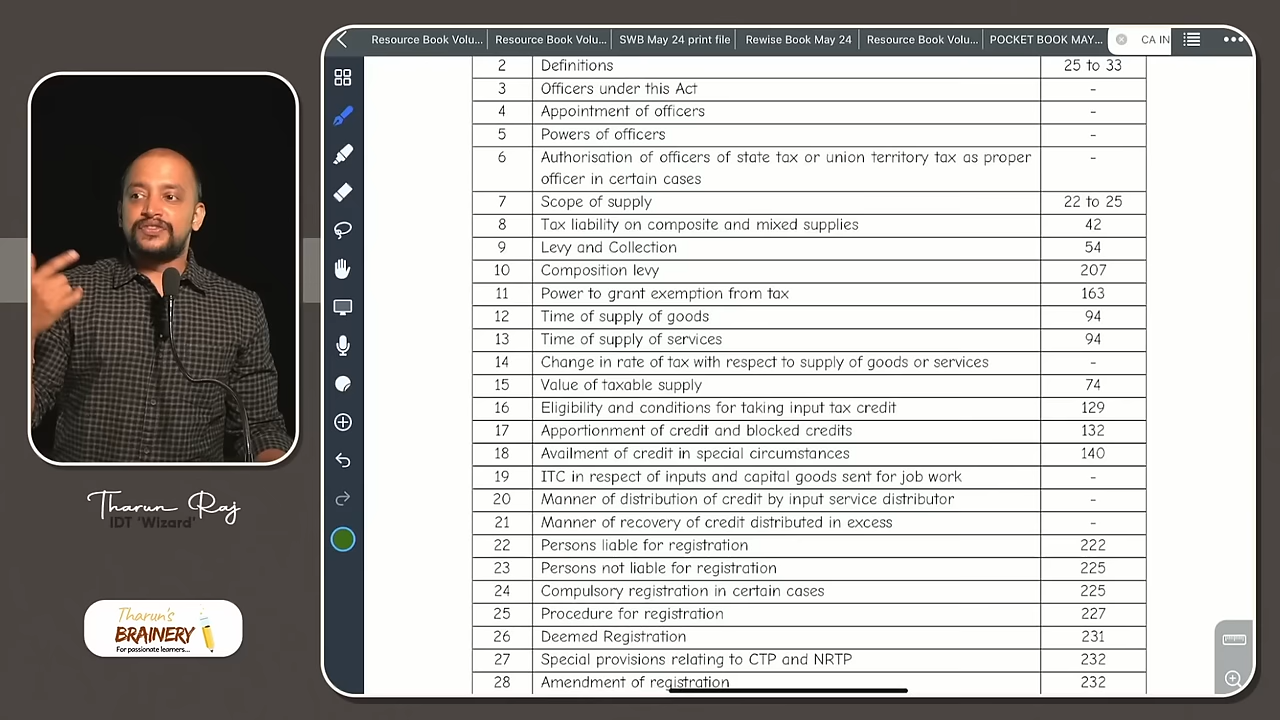 Resource Book Volu... Resource Book Volu... SWB May 24 print file Rewise Book May 24 Resource Book Volu... POCKET BOOK MAY... CA IN
2 Definitions 25 to 33
3 Officers under this Act -
4 Appointment of officers -
5 Powers of officers -
6 Authorisation of officers of state tax or union territory tax as proper -
officer in certain cases
7 Scope of supply 22 to 25
8 Tax liability on composite and mixed supplies 42
9 Levy and Collection 54
10 Composition levy 207
11 Power to grant exemption from tax 163
12 Time of supply of goods 94
13 Time of supply of services 94
14 Change in rate of tax with respect to supply of goods or services -
15 Value of taxable supply 74
16 Eligibility and conditions for taking input tax credit 129
17 Apportionment of credit and blocked credits 132
18 Availment of credit in special circumstances 140
19 ITC in respect of inputs and capital goods sent for job work -
20 Manner of distribution of credit by input service distributor -
21 Manner of recovery of credit distributed in excess -
22 Persons liable for registration 222
23 Persons not liable for registration 225
24 Compulsory registration in certain cases 225
25 Procedure for registration 227
26 Deemed Registration 231
27 Special provisions relating to CTP and NRTP 232
28 Amendment of registration 232
Tharun Raj
IDT 'Wizard'
Tharun's
BRAINERY
For passionate learners...